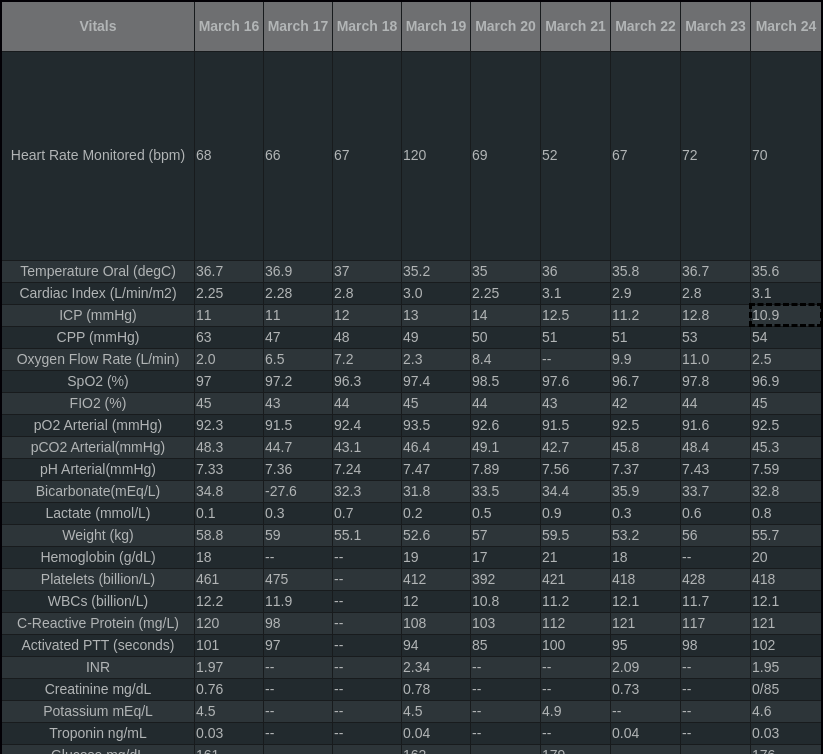 Vitals March 16 March 17 March 18 March 19 March 20 March 21 March 22 March 23 March 24
Heart Rate Monitored (bpm) 68 66 67 120 69 52 67 72 70
Temperature Oral (degC) 36.7 36.9 37 35.2 35 36 35.8 36.7 35.6
Cardiac Index (L/min/m2) 2.25 2.28 2.8 3.0 2.25 3.1 2.9 2.8 3.1
ICP (mmHg) 11 11 12 13 14 12.5 11.2 12.8 10.9
CPP (mmHg) 63 47 48 49 50 51 51 53 54
Oxygen Flow Rate (L/min) 2.0 6.5 7.2 2.3 8.4 -- 9.9 11.0 2.5
SpO2 (%) 97 97.2 96.3 97.4 98.5 97.6 96.7 97.8 96.9
FIO2 (%) 45 43 44 45 44 43 42 44 45
pO2 Arterial (mmHg) 92.3 91.5 92.4 93.5 92.6 91.5 92.5 91.6 92.5
pCO2 Arterial(mmHg) 48.3 44.7 43.1 46.4 49.1 42.7 45.8 48.4 45.3
pH Arterial(mmHg) 7.33 7.36 7.24 7.47 7.89 7.56 7.37 7.43 7.59
Bicarbonate(mEq/L) 34.8 -27.6 32.3 31.8 33.5 34.4 35.9 33.7 32.8
Lactate (mmol/L) 0.1 0.3 0.7 0.2 0.5 0.9 0.3 0.6 0.8
Weight (kg) 58.8 59 55.1 52.6 57 59.5 53.2 56 55.7
Hemoglobin (g/dL) 18 -- -- 19 17 21 18 -- 20
Platelets (billion/L) 461 475 -- 412 392 421 418 428 418
WBCs (billion/L) 12.2 11.9 -- 12 10.8 11.2 12.1 11.7 12.1
C-Reactive Protein (mg/L) 120 98 -- 108 103 112 121 117 121
Activated PTT (seconds) 101 97 -- 94 85 100 95 98 102
INR 1.97 -- -- 2.34 -- -- 2.09 -- 1.95
Creatinine mg/dL 0.76 -- -- 0.78 -- -- 0.73 -- 0/85
Potassium mEq/L 4.5 -- -- 4.5 -- 4.9 -- -- 4.6
Troponin ng/mL 0.03 -- -- 0.04 -- -- 0.04 -- 0.03